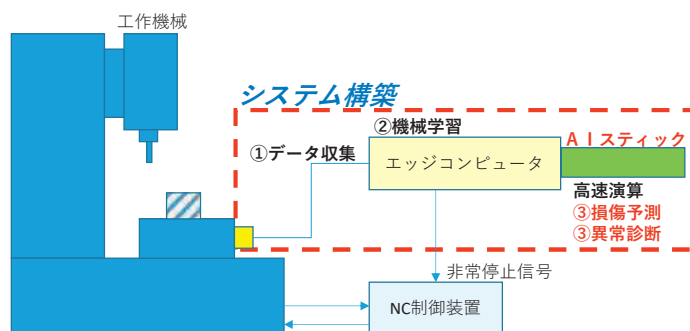 工作機械
システム構築
②機械学習
①データ収集
エッジコンピュータ
AIスティック
高速演算
③損傷予測
③異常診断
非常停止信号
NC制御装置